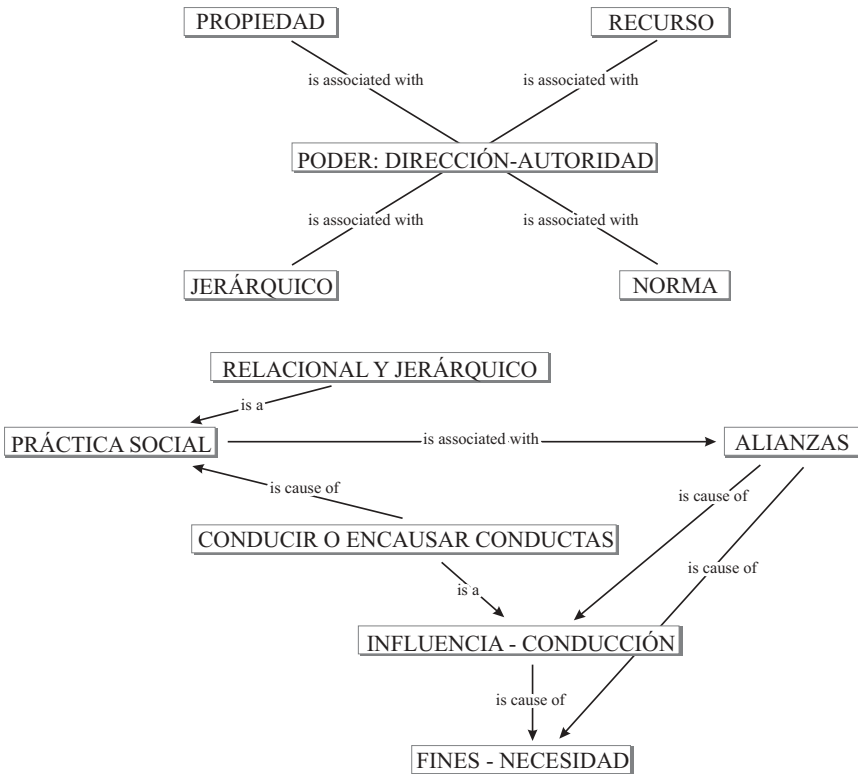 PROPIEDAD
RECURSO
is associated with
is associated with
PODER: DIRECCIÓN-AUTORIDAD
is associated with
is associated with
JERÁRQUICO
NORMA
RELACIONAL Y JERÁRQUICO
is a
PRÁCTICA SOCIAL
is associated with
ALIANZAS
is cause of
is cause of
CONDUCIR O ENCAUSAR CONDUCTAS
is cause of
is a
INFLUENCIA - CONDUCCIÓN
is cause of
FINES - NECESIDAD